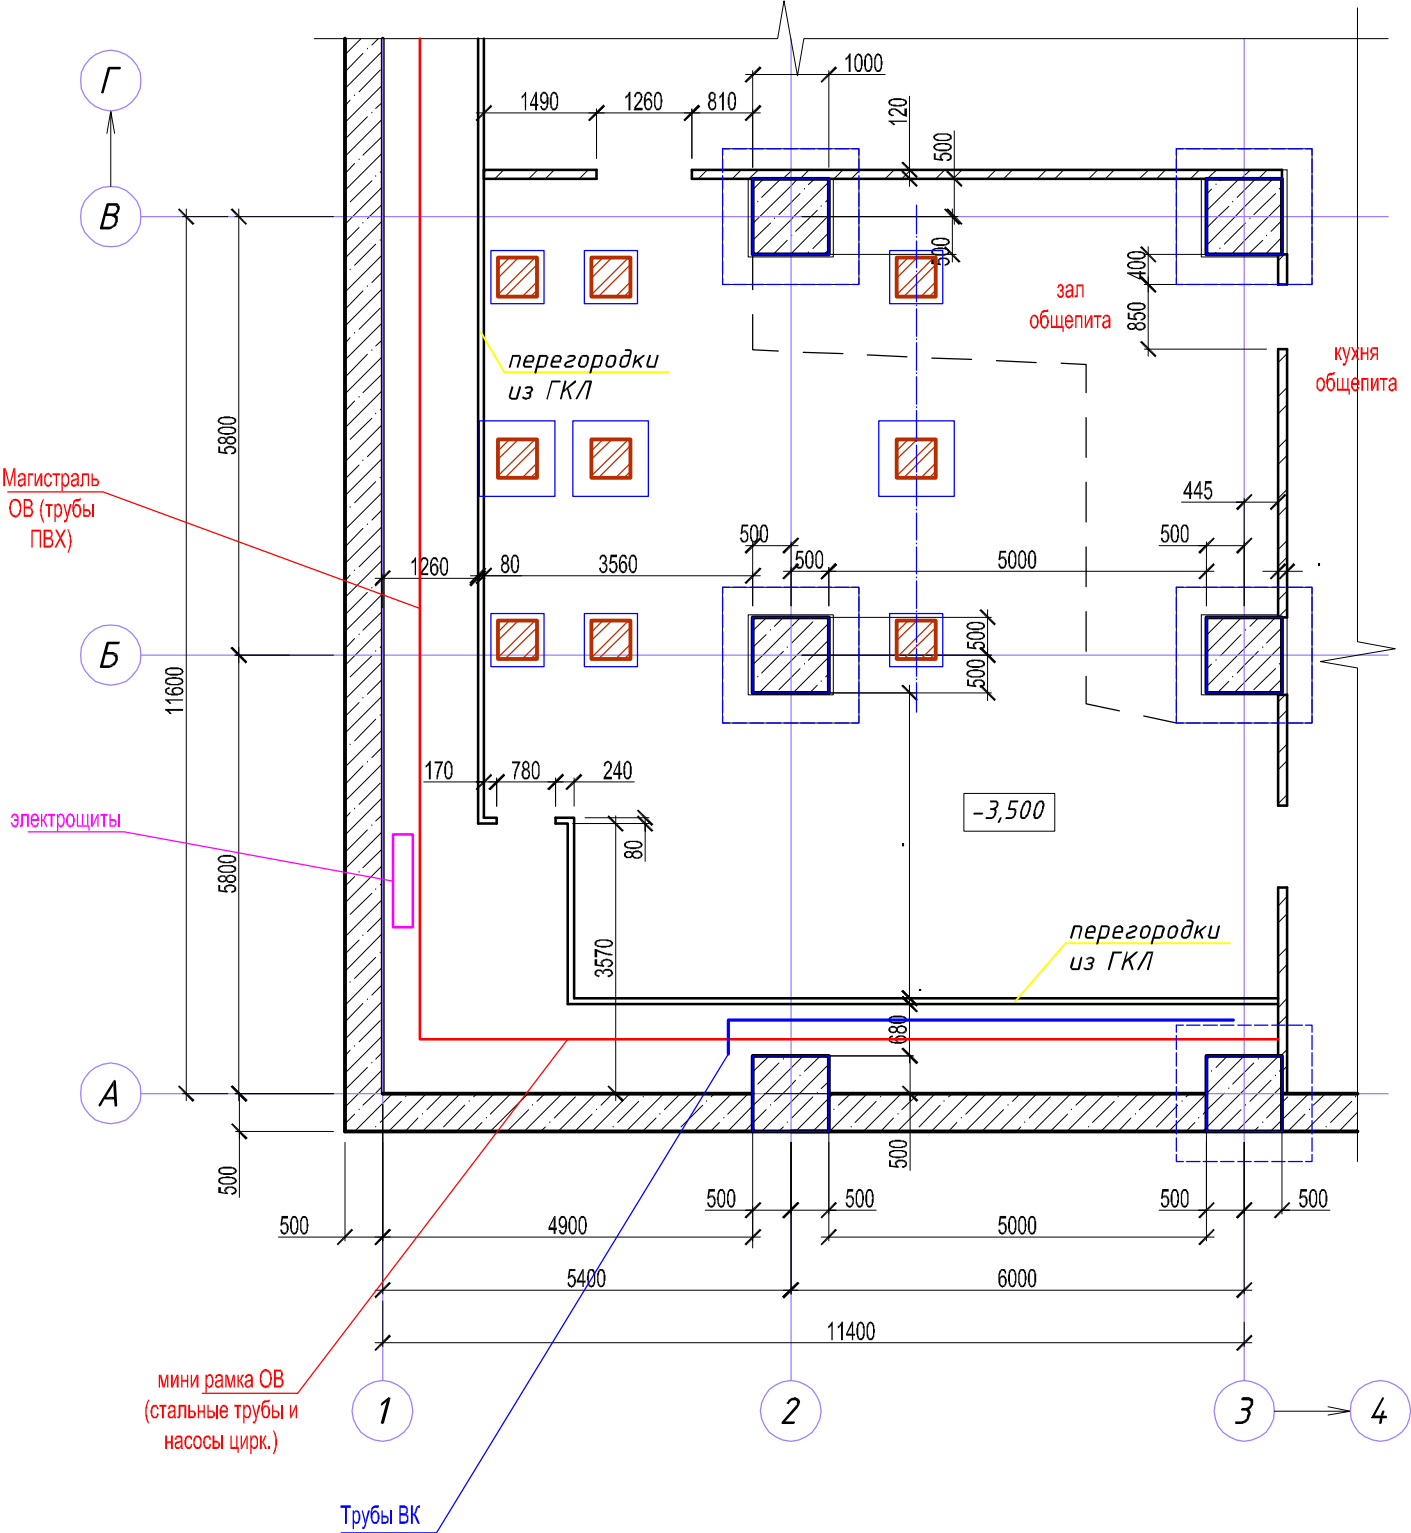 1000
Г
1490
1260
810
120
500
В
500
400
зал
общепита
850
перегородки
из ГКЛ
кухня
общепита
5800
Магистраль
ОВ (трубы
ПВХ)
445
500
500
1260
80
3560
500
5000
Б
500
500
11600
170
780
240
-3,500
электрощиты
80
5800
перегородки
из ГКЛ
3570
680
А
500
500
500
500
500
500
500
4900
5000
5400
6000
11400
мини рамка ОВ
(стальные трубы и
насосы цирк.)
1
2
3
4
Трубы ВК